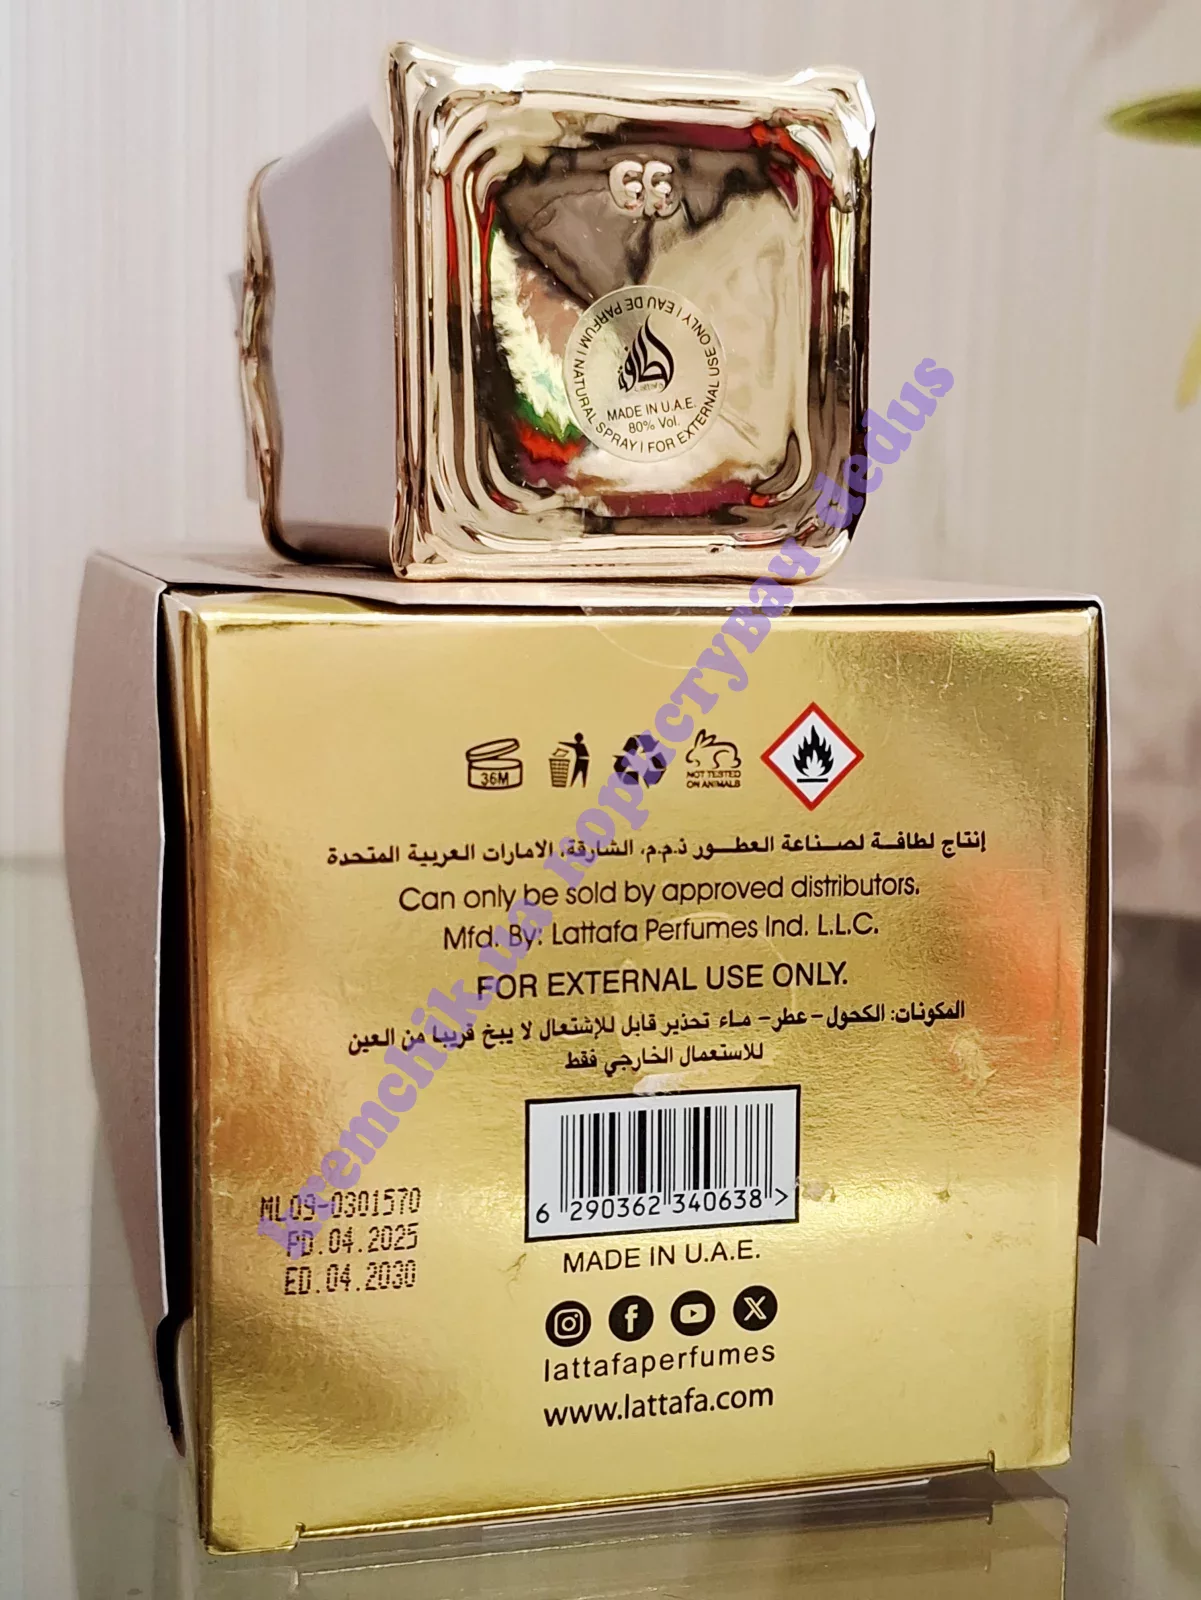 66
EAU DE PARFUM | NATURAL SPRAY | FOR EXTERNAL USE ONLY |
لطافة
Lattafa
MADE IN U.A.E.
80% Vol.
36M
NOT TESTED
ON ANIMALS
إنتاج لطافة لصناعة العطور ذ.م.م، الشارقة، الامارات العربية المتحدة
Can only be sold by approved distributors.
Mfd. By: Lattafa Perfumes Ind. L.L.C.
FOR EXTERNAL USE ONLY.
المكونات: الكحول - عطر - ماء تحذير قابل للإشتعال لا يبخ قريبا من العين
للاستعمال الخارجي فقط
6 290362 340638 >
ML09-0301570
PD.04.2025
ED.04.2030
MADE IN U.A.E.
lattafaperfumes
www.lattafa.com
kremchik.ua користувач dedus